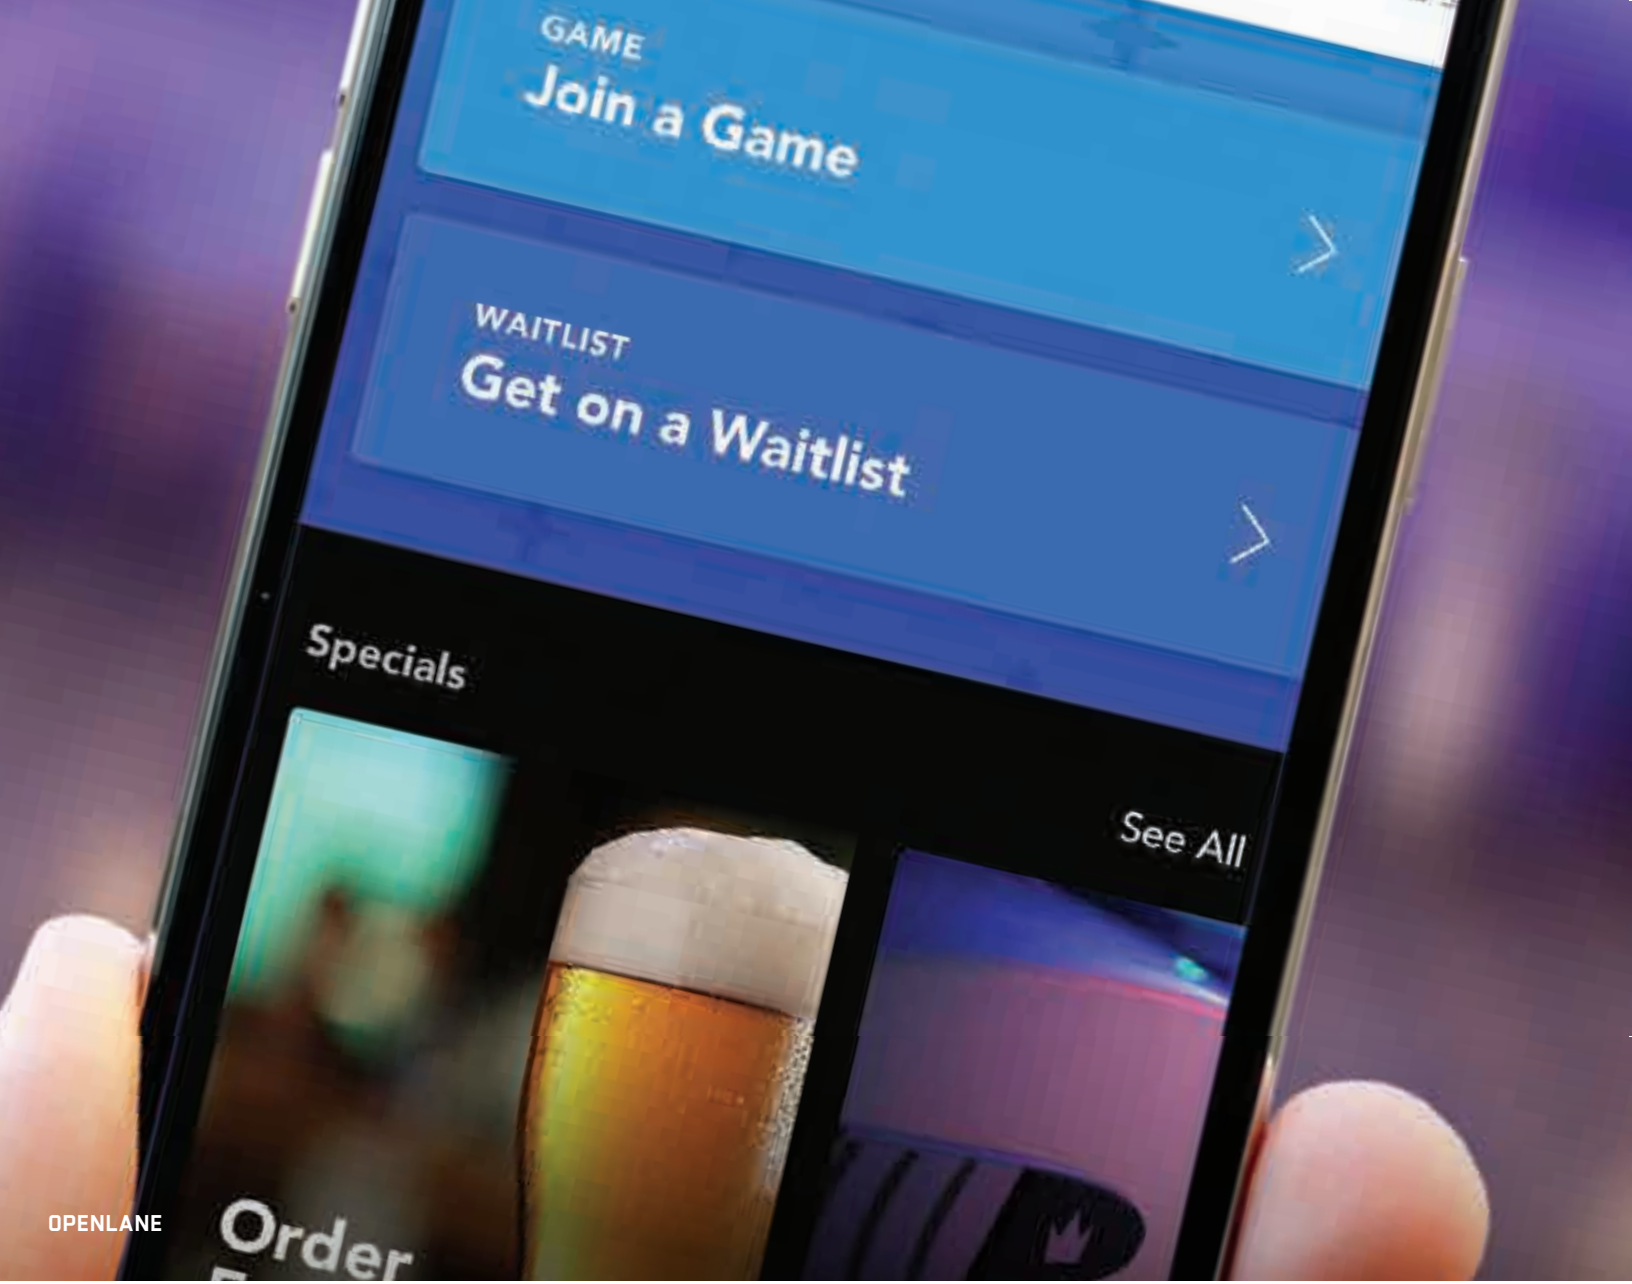 GAME
Join a Game
WAITLIST
Get on a Waitlist
Specials
See All
Order
OPENLANE